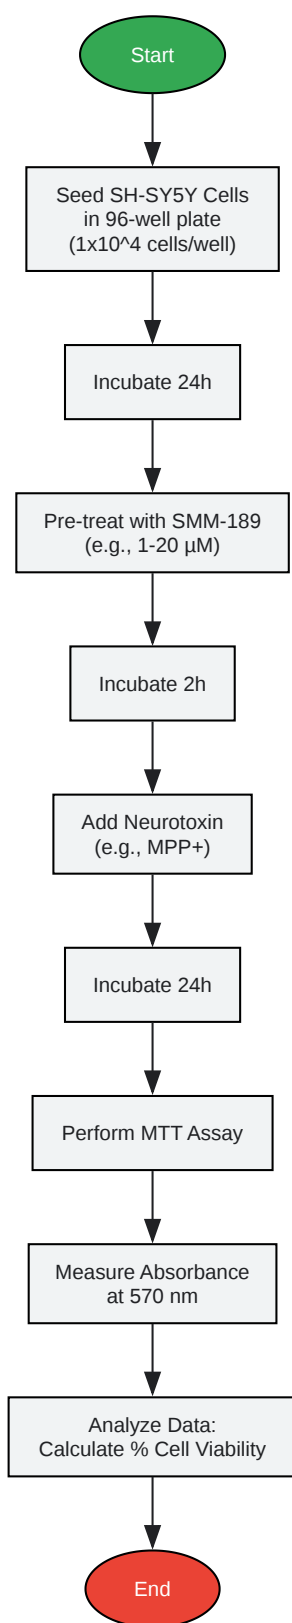 Start
Seed SH-SY5Y Cells
in 96-well plate
(1x10^4 cells/well)
Incubate 24h
Pre-treat with SMM-189
(e.g., 1-20 µM)
Incubate 2h
Add Neurotoxin
(e.g., MPP+)
Incubate 24h
Perform MTT Assay
Measure Absorbance
at 570 nm
Analyze Data:
Calculate % Cell Viability
End